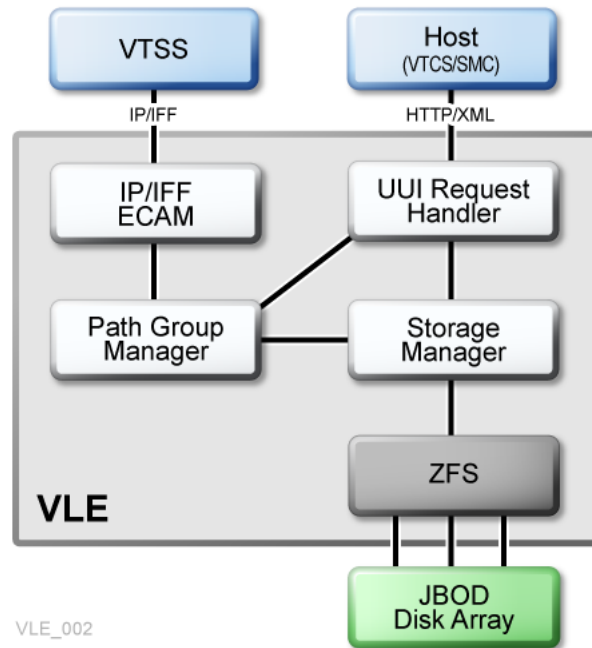 VTSS
Host
(VTCS/SMC)
IP/IFF
HTTP/XML
IP/IFF
ECAM
UUI Request
Handler
Path Group
Manager
Storage
Manager
ZFS
VLE
JBOD
Disk Array
VLE_002